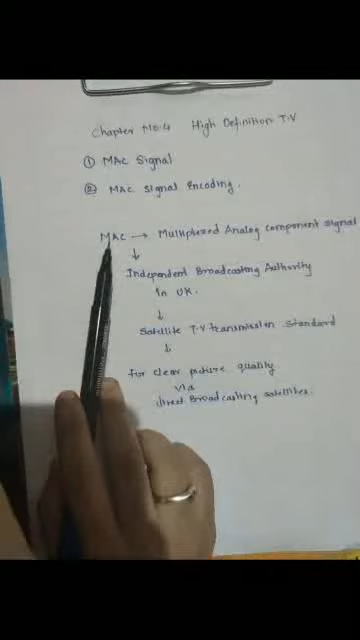 Chapter No:4 High Definition T.V
① MAC Signal
② MAC Signal Encoding.
MAC → Multiplexed Analog Component Signal
↓
Independent Broadcasting Authority
In UK.
↓
Satellite T.V transmission Standard
↓
for clear picture quality
via
direct Broadcasting satellites.